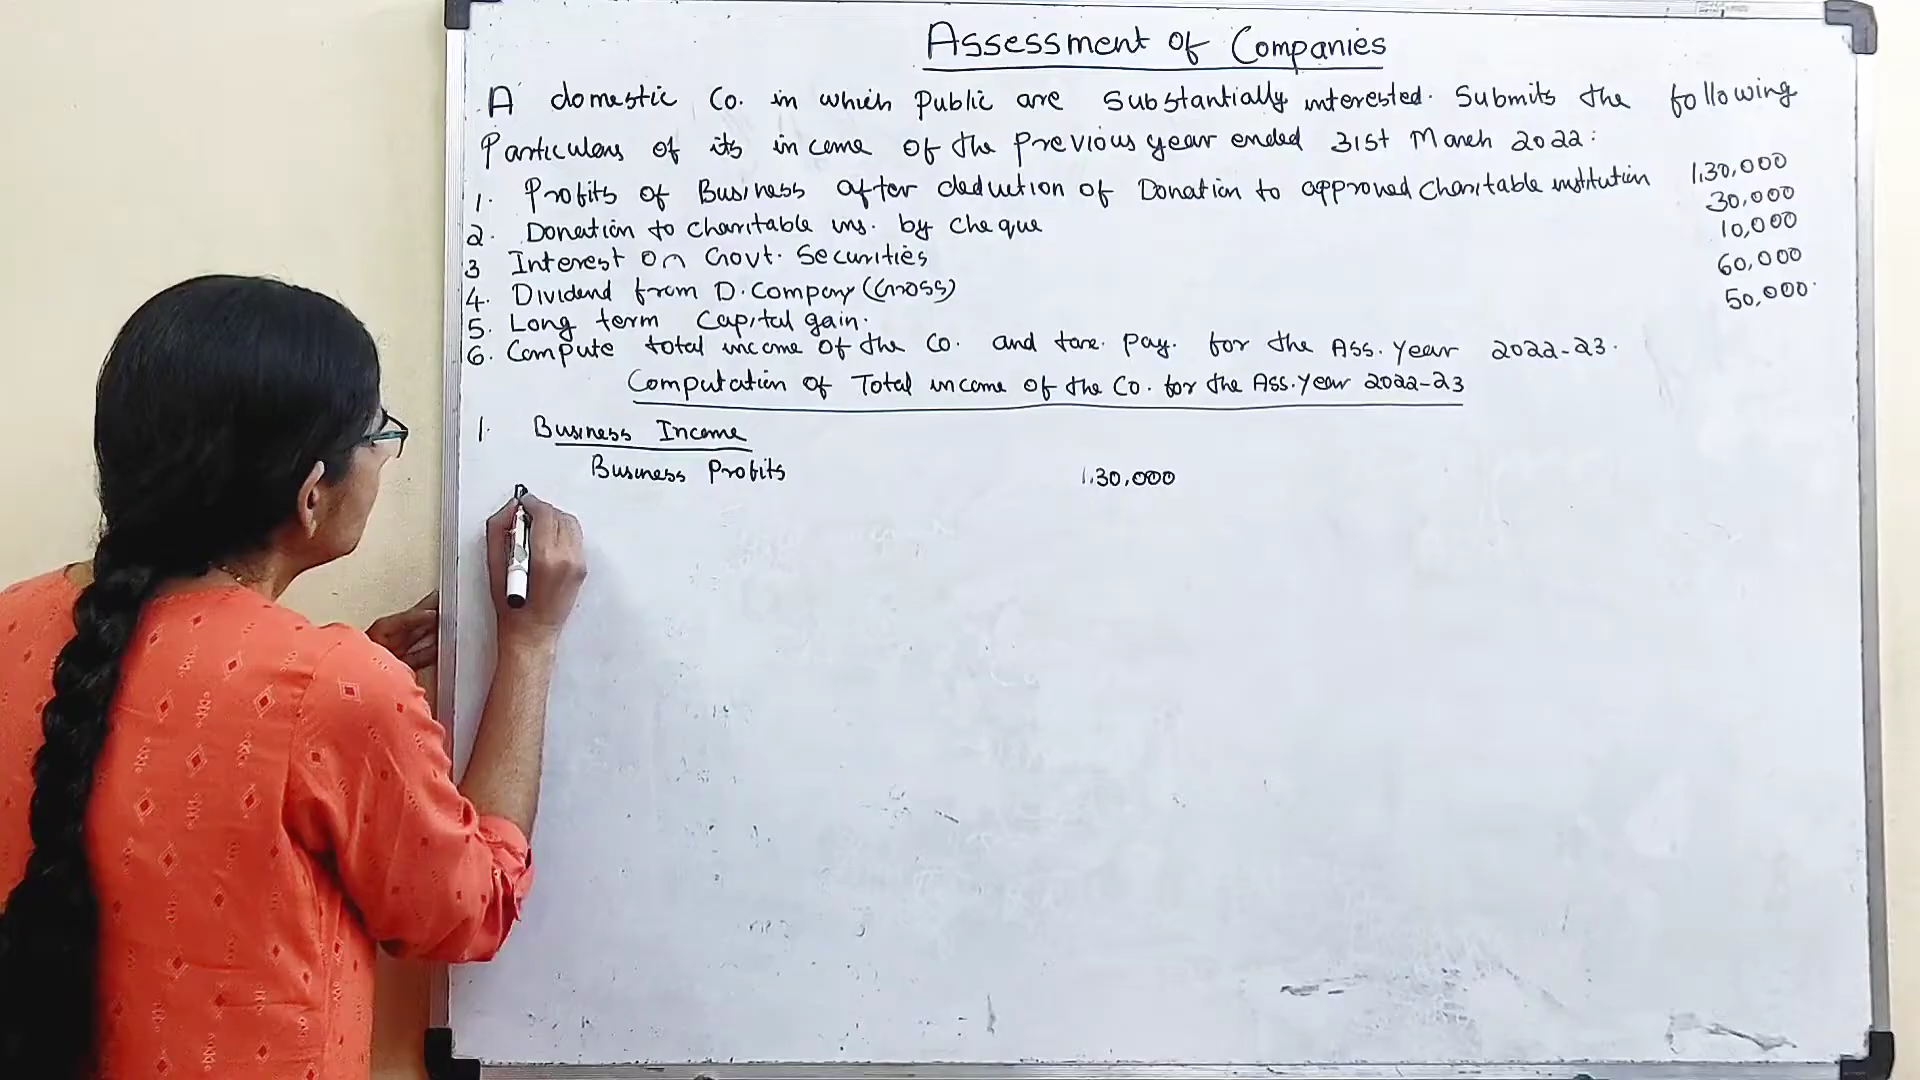 Assessment of Companies
A domestic Co. in which Public are Substantially interested. Submits the following
Particulars of its income of the Previous year ended 31st March 2022:
1. Profits of Business after deduction of Donation to approved Charitable institution 1,30,000
2. Donation to charitable ins. by cheque 30,000
3 Interest on Govt. Securities 10,000
4. Dividend from D. Company (Gross) 60,000
5. Long term Capital gain. 50,000
6. Compute total income of the Co. and tax. pay. for the Ass. Year 2022-23.
Computation of Total income of the Co. for the Ass. Year 2022-23
1. Business Income
Business Profits 1,30,000